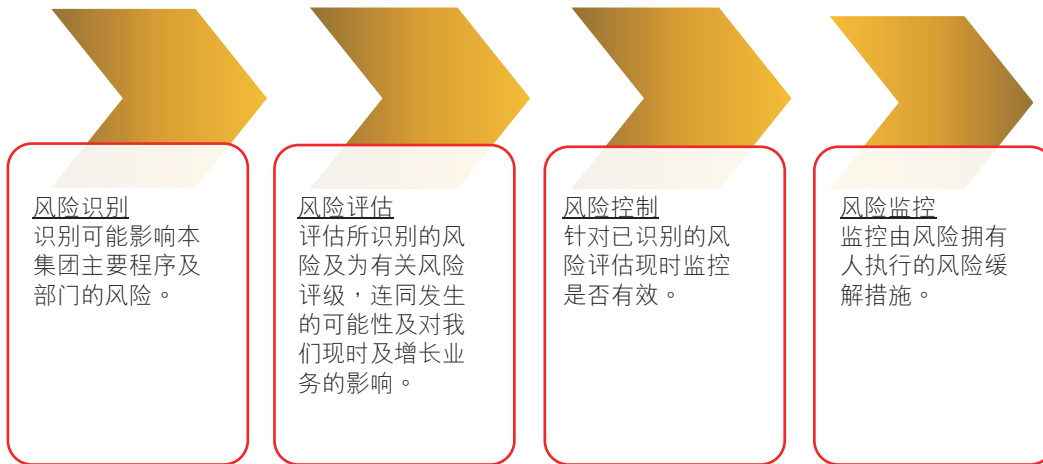 风险识别
识别可能影响本
集团主要程序及
部门的风险。
风险评估
评估所识别的风
险及为有关风险
评级，连同发生
的可能性及对我
们现时及增长业
务的影响。
风险控制
针对已识别的风
险评估现时监控
是否有效。
风险监控
监控由风险拥有
人执行的风险缓
解措施。